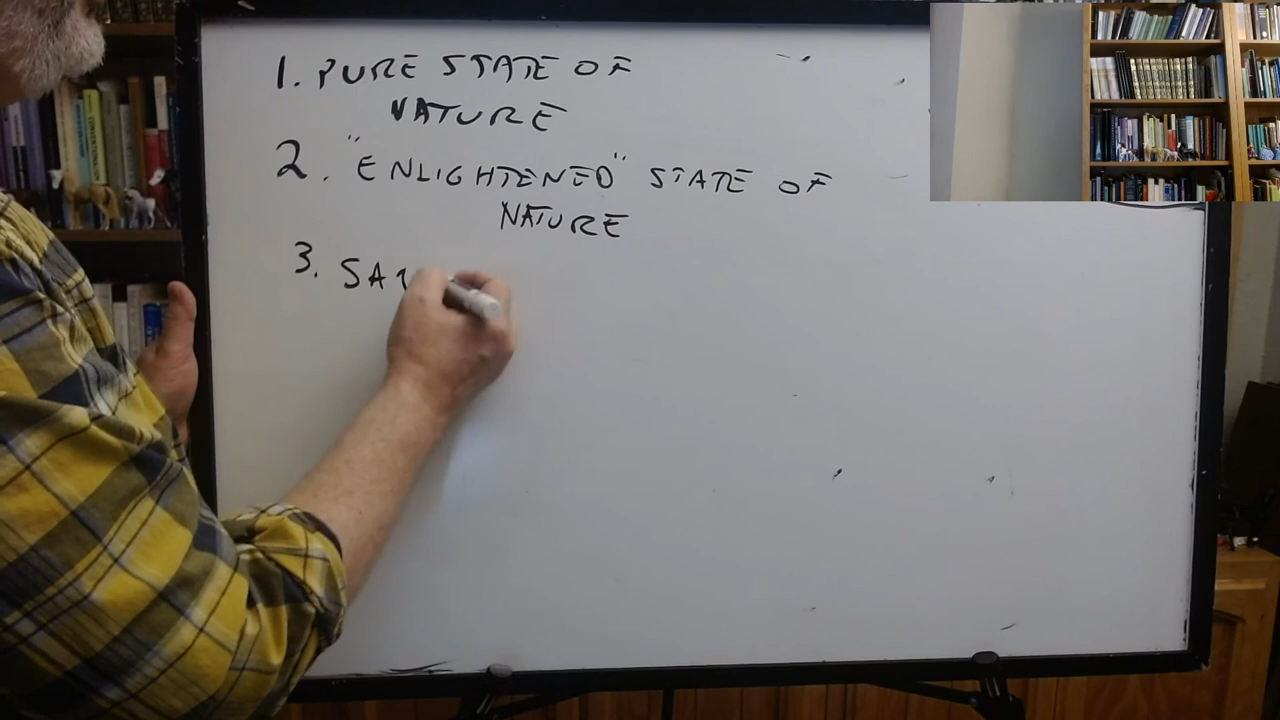 1. PURE STATE OF
NATURE
2. "ENLIGHTENED" STATE OF
NATURE
3. SA